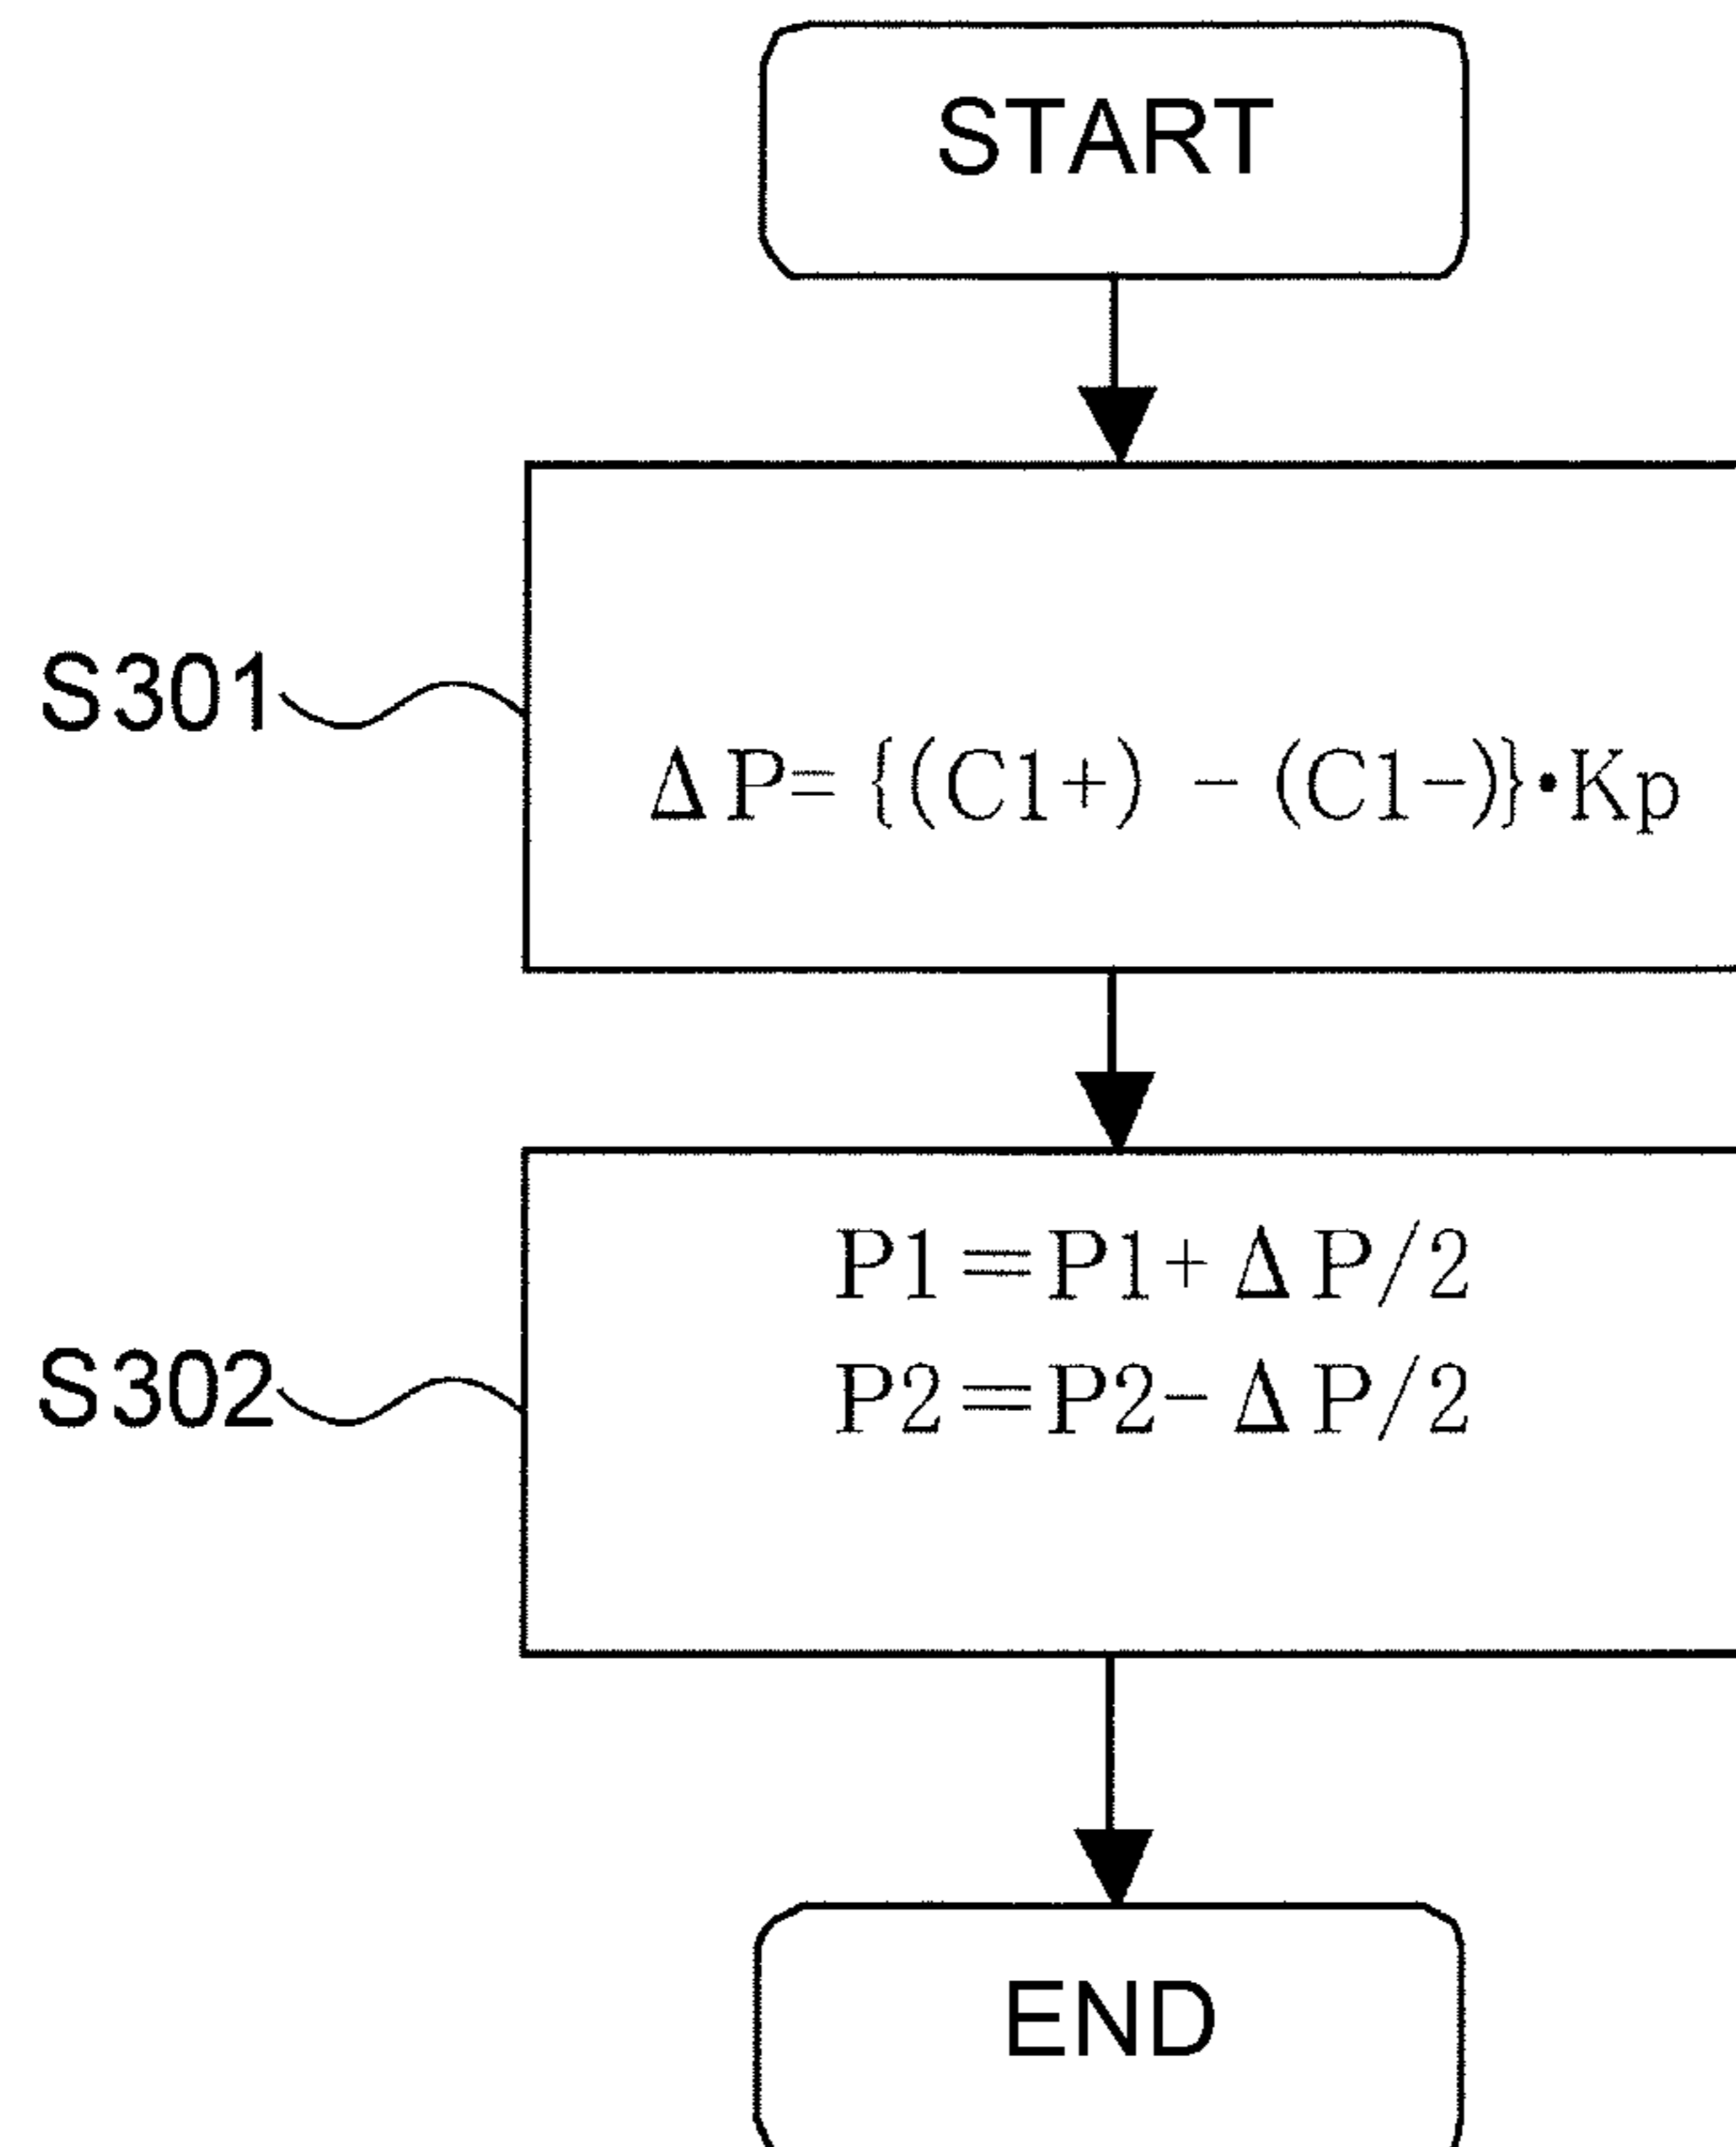 START
S301
ΔP={(C1+)-(C1-)}•Kp
P1=P1+ΔP/2
S302
P2=P2-ΔP/2
END